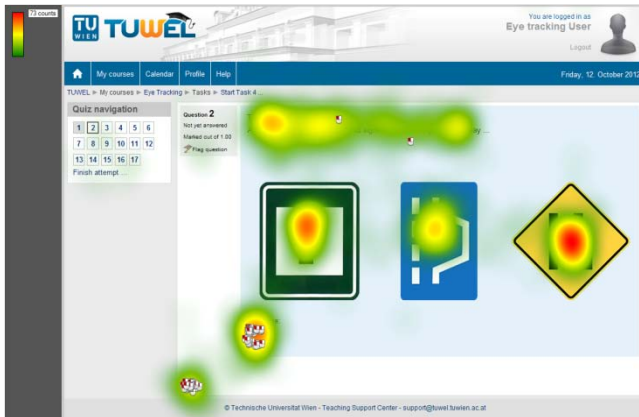 73 counts
TU
WIEN
TUWEL
You are logged in as
Eye tracking User
Logout
My courses Calendar Profile Help
Friday, 12. October 2012
TUWEL ► My courses ► Eye Tracking ► Tasks ► Start Task 4
Quiz navigation
1 2 3 4 5 6
7 8 9 10 11 12
13 14 15 16 17
Finish attempt ...
Question 2
Not yet answered
Marked out of 1.00
Flag question
© Technische Universität Wien - Teaching Support Center - support@tuwel.tuwien.ac.at